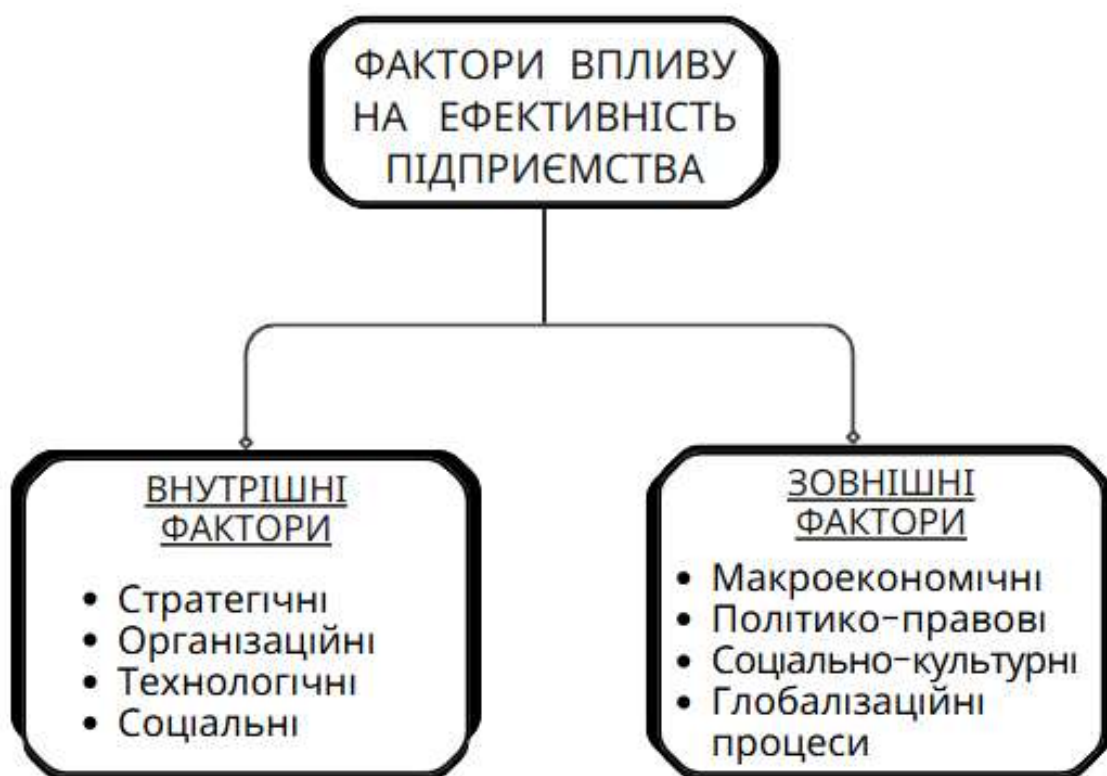 ФАКТОРИ ВПЛИВУ
НА ЕФЕКТИВНІСТЬ
ПІДПРИЄМСТВА
ВНУТРІШНІ
ФАКТОРИ
• Стратегічні
• Організаційні
• Технологічні
• Соціальні
ЗОВНІШНІ
ФАКТОРИ
• Макроекономічні
• Політико-правові
• Соціально-культурні
• Глобалізаційні
процеси